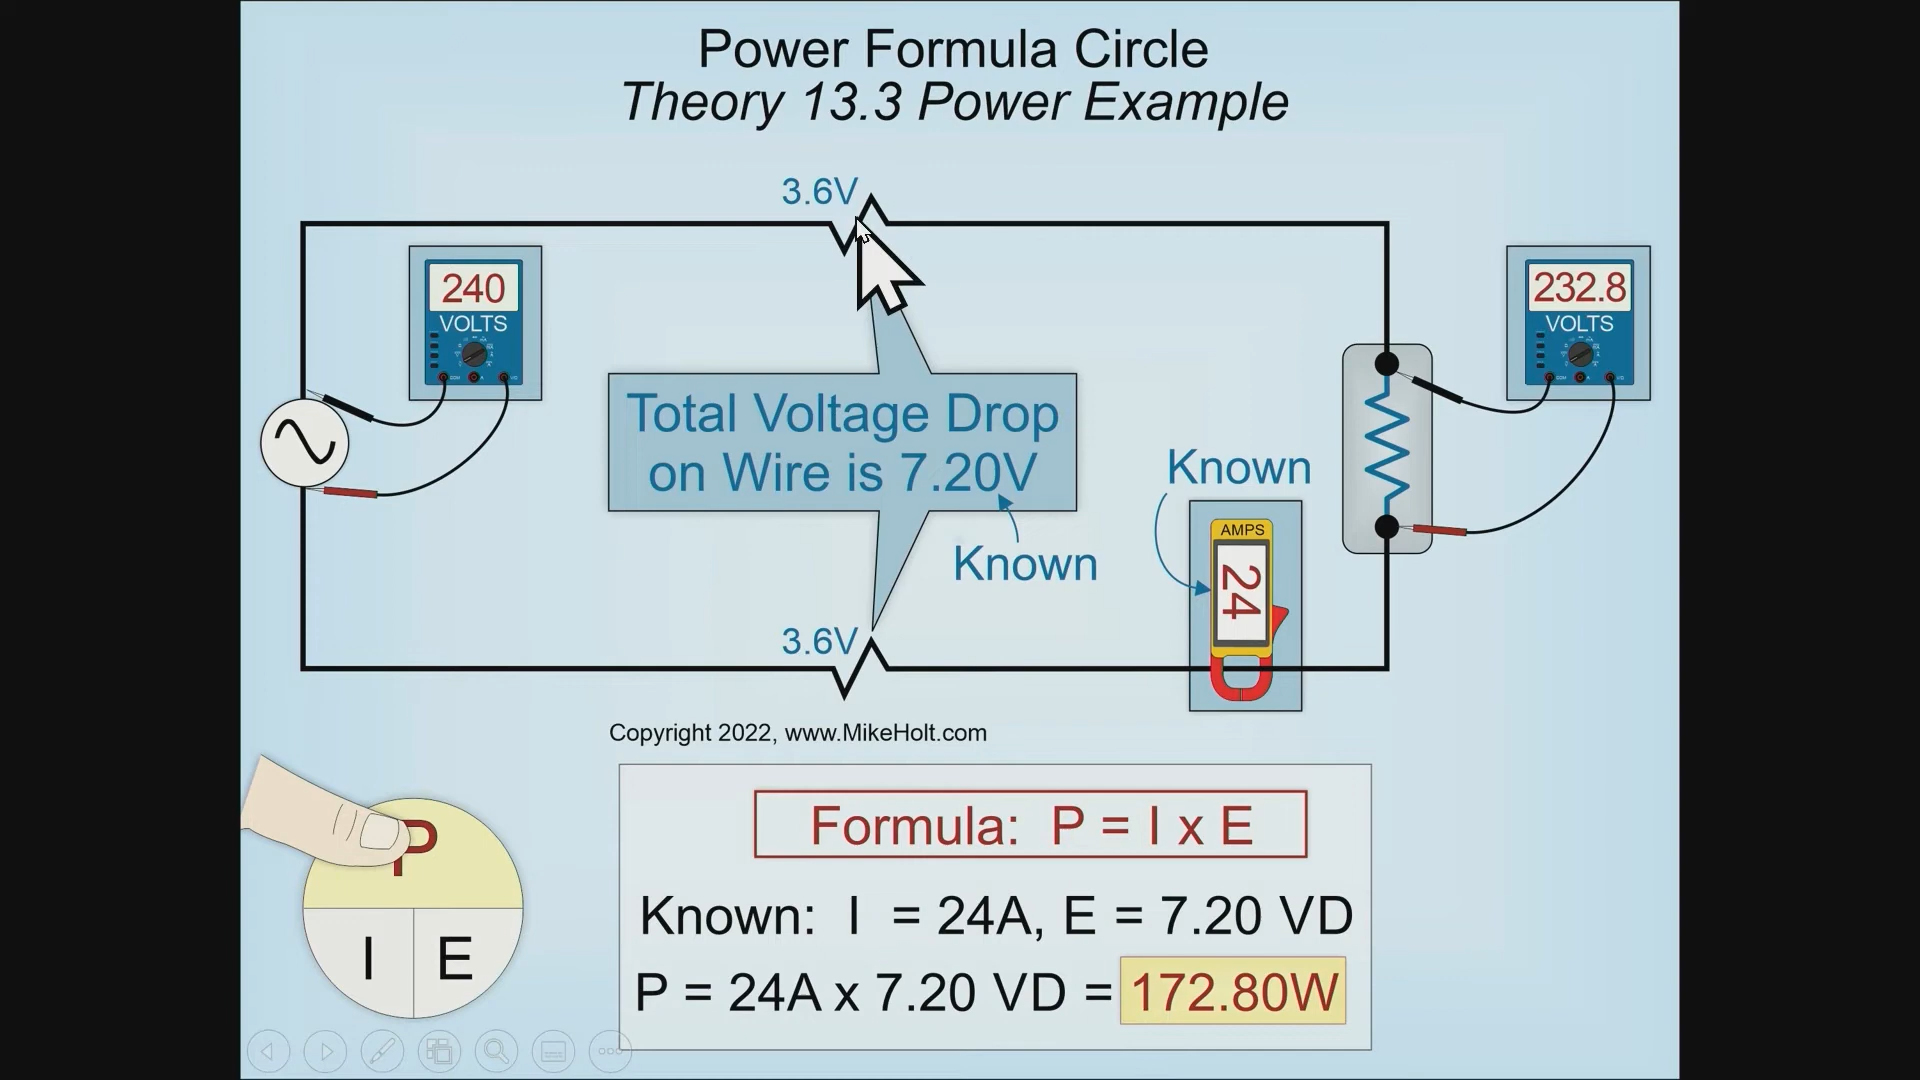 Power Formula Circle
Theory 13.3 Power Example
3.6V
240
VOLTS
232.8
VOLTS
Total Voltage Drop
on Wire is 7.20V
Known
Known
AMPS
24
3.6V
Copyright 2022, www.MikeHolt.com
P
I E
Formula: P = I x E
Known: I = 24A, E = 7.20 VD
P = 24A x 7.20 VD = 172.80W